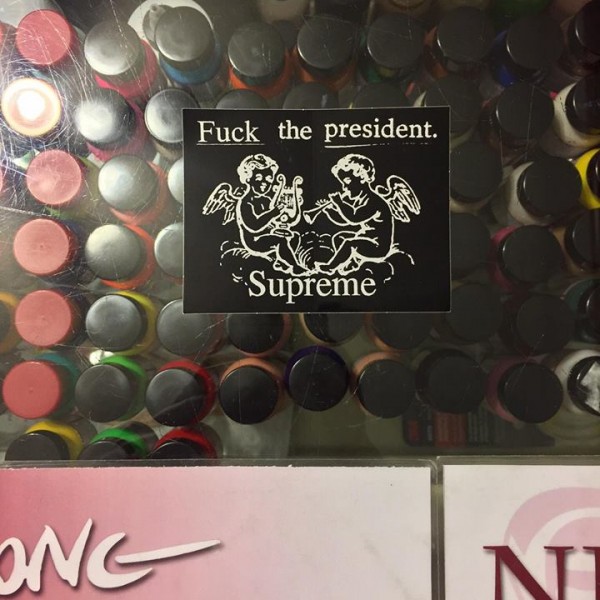 Fuck the president.
Supreme